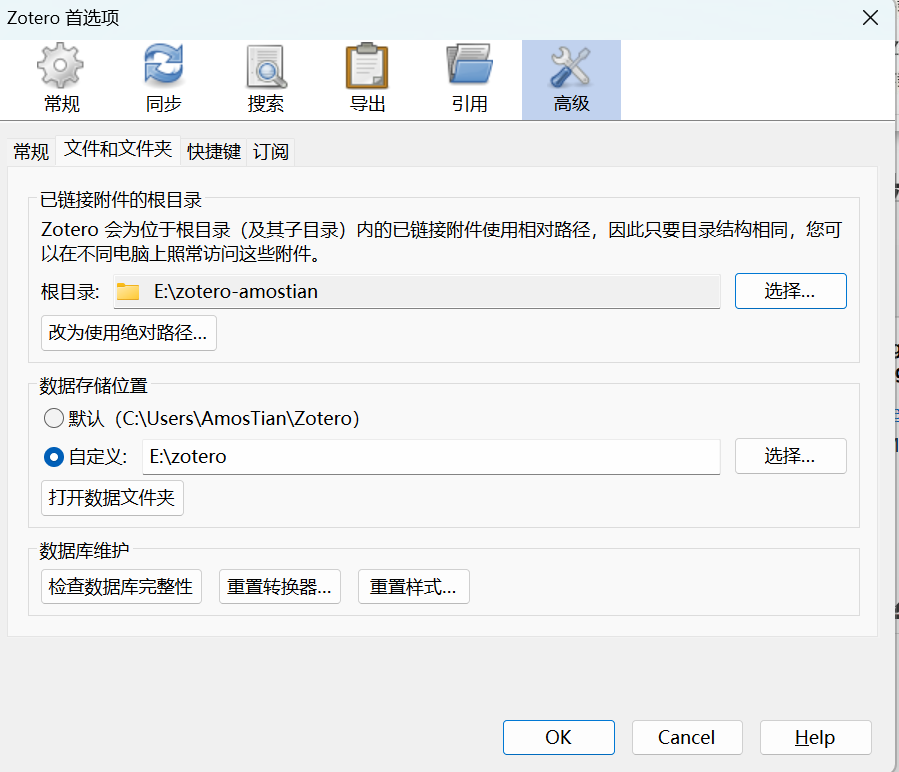 Zotero 首选项
常规 同步 搜索 导出 引用 高级
常规 文件和文件夹 快捷键 订阅
已链接附件的根目录
Zotero 会为位于根目录（及其子目录）内的已链接附件使用相对路径，因此只要目录结构相同，您可
以在不同电脑上照常访问这些附件。
根目录: E:\zotero-amostian 选择...
改为使用绝对路径...
数据存储位置
默认（C:\Users\AmosTian\Zotero）
自定义: E:\zotero 选择...
打开数据文件夹
数据库维护
检查数据库完整性 重置转换器... 重置样式...
OK Cancel Help